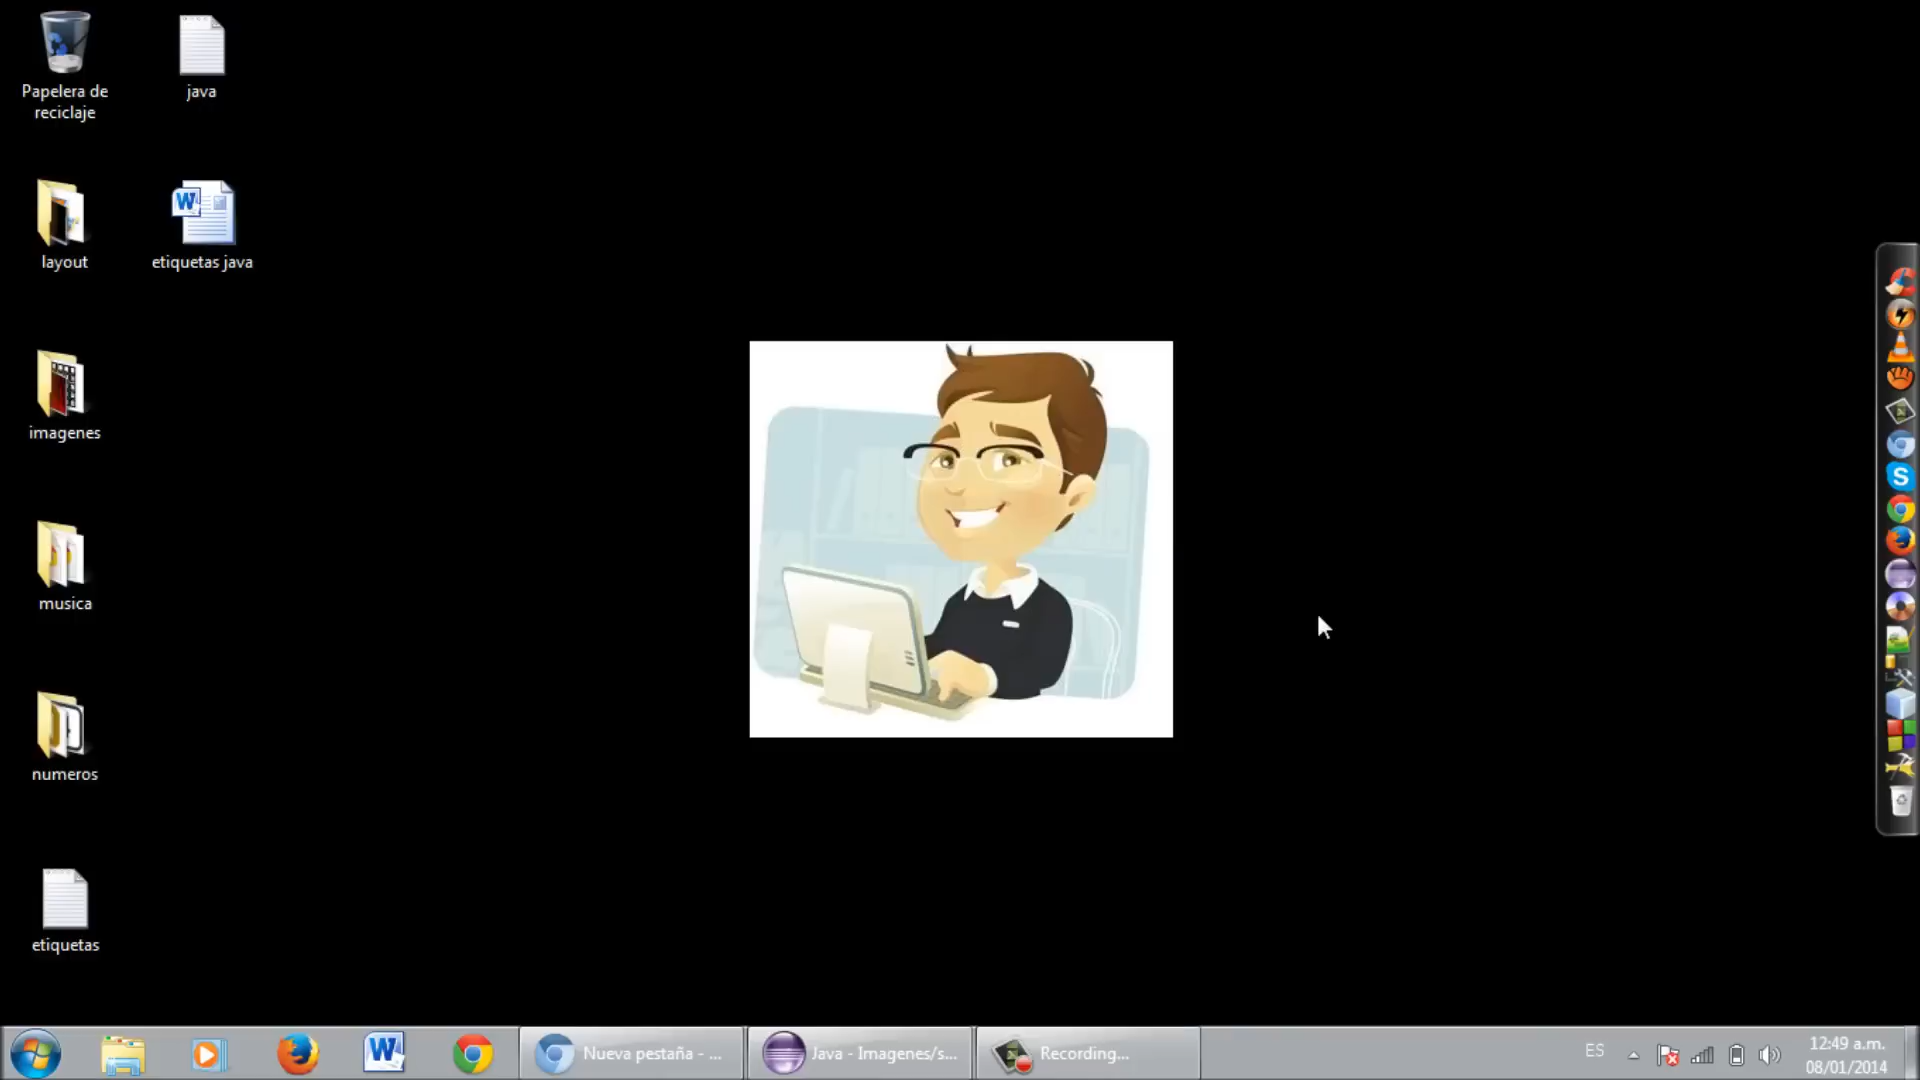 Papelera de
reciclaje
java
layout
etiquetas java
imagenes
musica
numeros
etiquetas
Nueva pestaña - ...
Java - Imagenes/s...
Recording...
ES
12:49 a.m.
08/01/2014